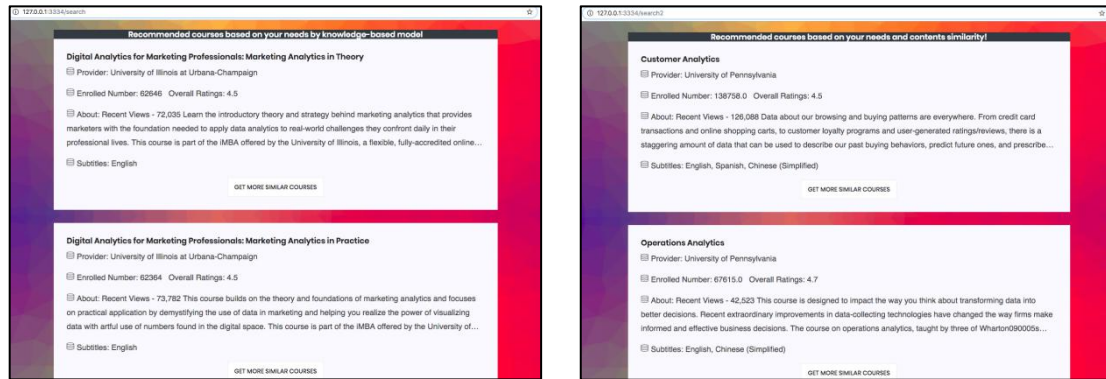 127.0.0.1:3334/search
Recommended courses based on your needs by knowledge-based model
Digital Analytics for Marketing Professionals: Marketing Analytics in Theory
Provider: University of Illinois at Urbana-Champaign
Enrolled Number: 62646 Overall Ratings: 4.5
About: Recent Views - 72,035 Learn the introductory theory and strategy behind marketing analytics that provides
marketers with the foundation needed to apply data analytics to real-world challenges they confront daily in their
professional lives. This course is part of the iMBA offered by the University of Illinois, a flexible, fully-accredited online...
Subtitles: English
GET MORE SIMILAR COURSES
Digital Analytics for Marketing Professionals: Marketing Analytics in Practice
Provider: University of Illinois at Urbana-Champaign
Enrolled Number: 62364 Overall Ratings: 4.5
About: Recent Views - 73,782 This course builds on the theory and foundations of marketing analytics and focuses
on practical application by demystifying the use of data in marketing and helping you realize the power of visualizing
data with artful use of numbers found in the digital space. This course is part of the iMBA offered by the University of...
Subtitles: English
GET MORE SIMILAR COURSES
127.0.0.1:3334/search2
Recommended courses based on your needs and contents similarity!
Customer Analytics
Provider: University of Pennsylvania
Enrolled Number: 138758.0 Overall Ratings: 4.5
About: Recent Views - 126,088 Data about our browsing and buying patterns are everywhere. From credit card
transactions and online shopping carts, to customer loyalty programs and user-generated ratings/reviews, there is a
staggering amount of data that can be used to describe our past buying behaviors, predict future ones, and prescribe...
Subtitles: English, Spanish, Chinese (Simplified)
GET MORE SIMILAR COURSES
Operations Analytics
Provider: University of Pennsylvania
Enrolled Number: 67615.0 Overall Ratings: 4.7
About: Recent Views - 42,523 This course is designed to impact the way you think about transforming data into
better decisions. Recent extraordinary improvements in data-collecting technologies have changed the way firms make
informed and effective business decisions. The course on operations analytics, taught by three of Wharton090005s...
Subtitles: English, Chinese (Simplified)
GET MORE SIMILAR COURSES